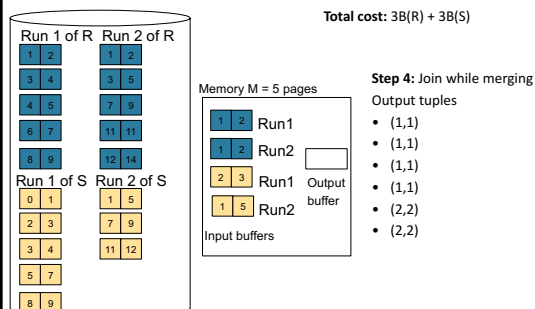 Total cost: 3B(R) + 3B(S)
Run 1 of R Run 2 of R
1 2 1 2
3 4 3 5
4 5 7 9
6 7 11 11
8 9 12 14
Run 1 of S Run 2 of S
0 1 1 5
2 3 7 9
3 4 11 12
5 7
8 9
Memory M = 5 pages
1 2 Run1
1 2 Run2
2 3 Run1
1 5 Run2
Output
buffer
Input buffers
Step 4: Join while merging
Output tuples
• (1,1)
• (1,1)
• (1,1)
• (1,1)
• (2,2)
• (2,2)